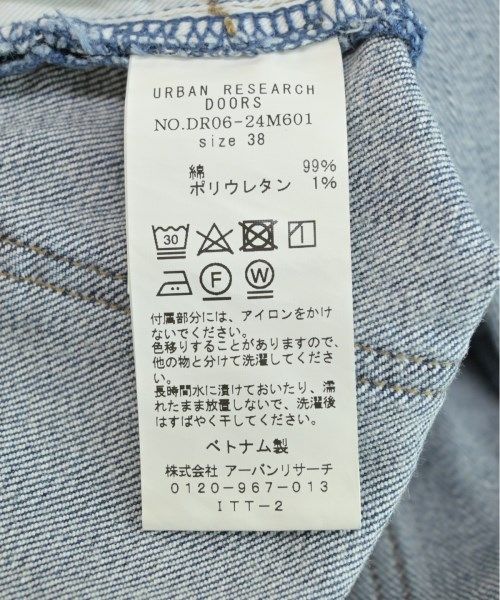 URBAN RESEARCH
DOORS
NO.DR06-24M601
size 38
綿 99%
ポリウレタン 1%
30
F W
付属部分には、アイロンをかけ
ないでください。
色移りすることがありますので、
他の物と分けて洗濯してくださ
い。
長時間水に漬けておいたり、濡
れたまま放置しないで、洗濯後
はすばやく干してください。
ベトナム製
株式会社 アーバンリサーチ
0120-967-013
ITT-2